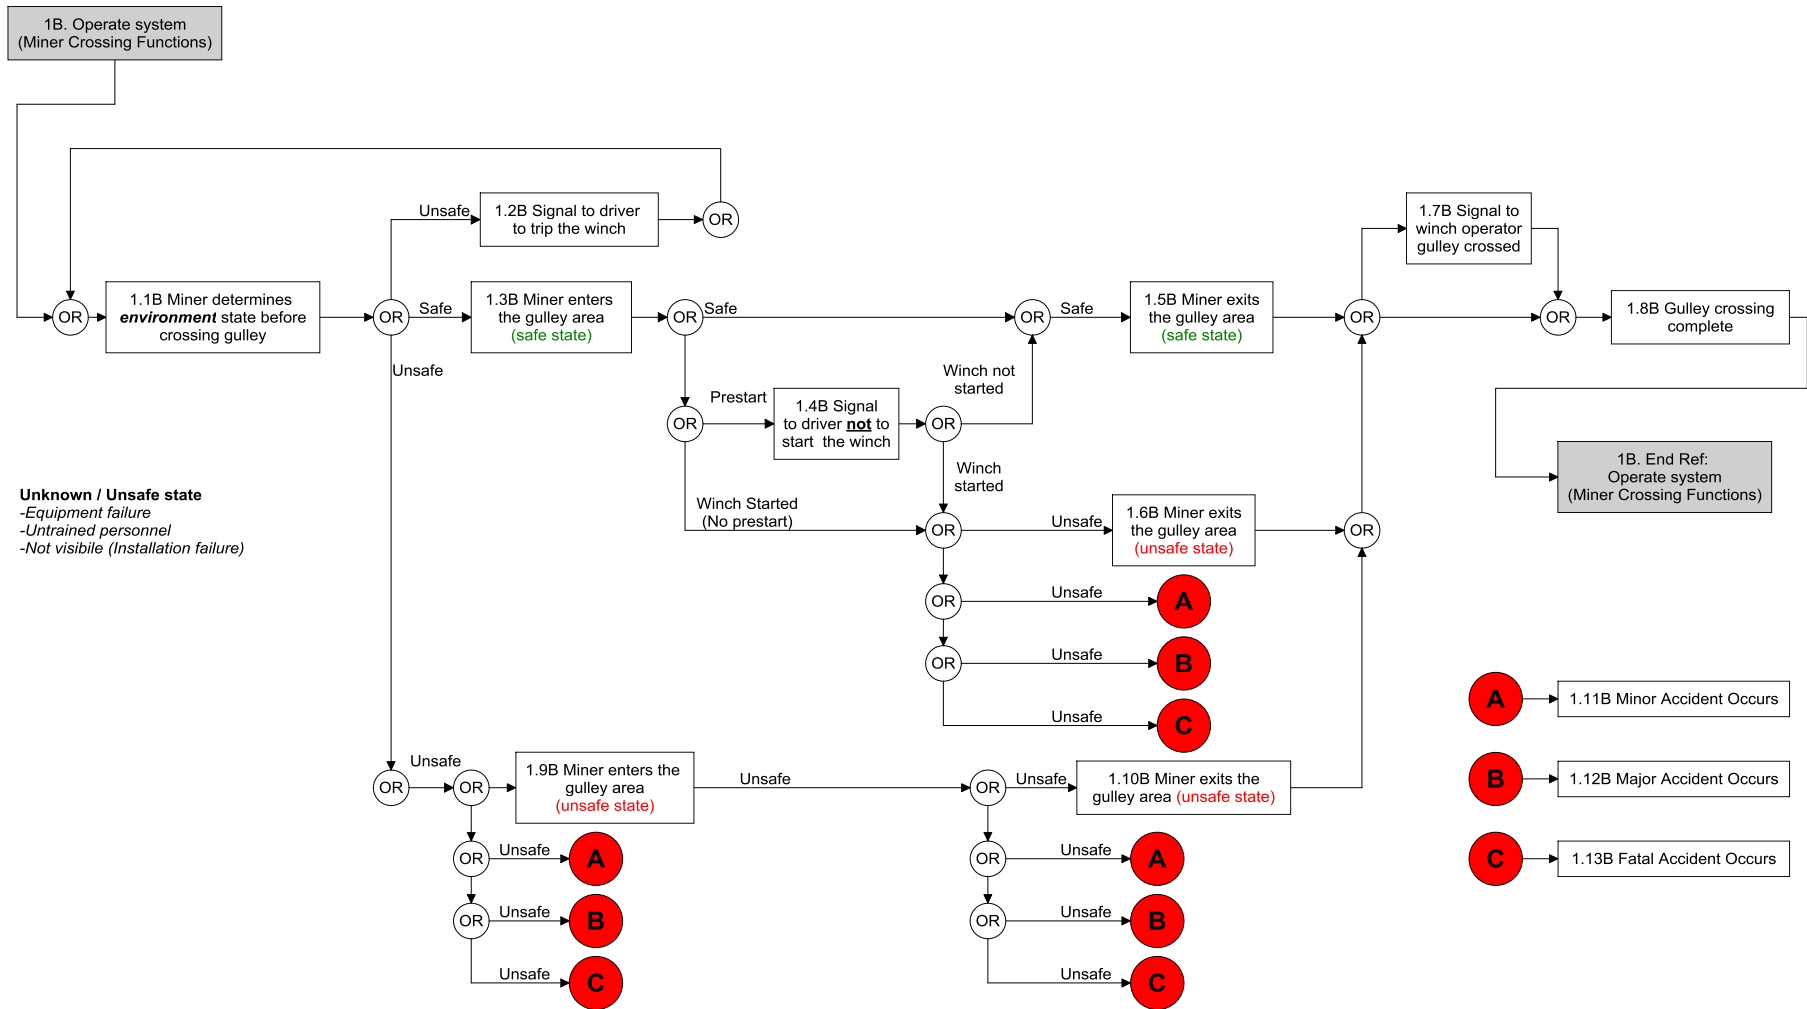 1B. Operate system
(Miner Crossing Functions)
Unsafe
1.2B Signal to driver
to trip the winch
OR
1.7B Signal to
winch operator
gulley crossed
OR
1.1B Miner determines
environment state before
crossing gulley
OR
Safe
1.3B Miner enters
the gulley area
(safe state)
OR
Safe
OR
Safe
1.5B Miner exits
the gulley area
(safe state)
OR
OR
1.8B Gulley crossing
complete
Unsafe
Winch not
started
Prestart
OR
1.4B Signal
to driver not to
start the winch
OR
1B. End Ref:
Operate system
(Miner Crossing Functions)
Winch
started
Unknown / Unsafe state
-Equipment failure
-Untrained personnel
-Not visibile (Installation failure)
Winch Started
(No prestart)
OR
Unsafe
1.6B Miner exits
the gulley area
(unsafe state)
OR
OR
Unsafe
A
OR
Unsafe
B
Unsafe
C
A
1.11B Minor Accident Occurs
B
1.12B Major Accident Occurs
C
1.13B Fatal Accident Occurs
OR
Unsafe
OR
1.9B Miner enters the
gulley area
(unsafe state)
Unsafe
OR
Unsafe
1.10B Miner exits the
gulley area (unsafe state)
OR
Unsafe
A
OR
Unsafe
A
OR
Unsafe
B
OR
Unsafe
B
Unsafe
C
Unsafe
C